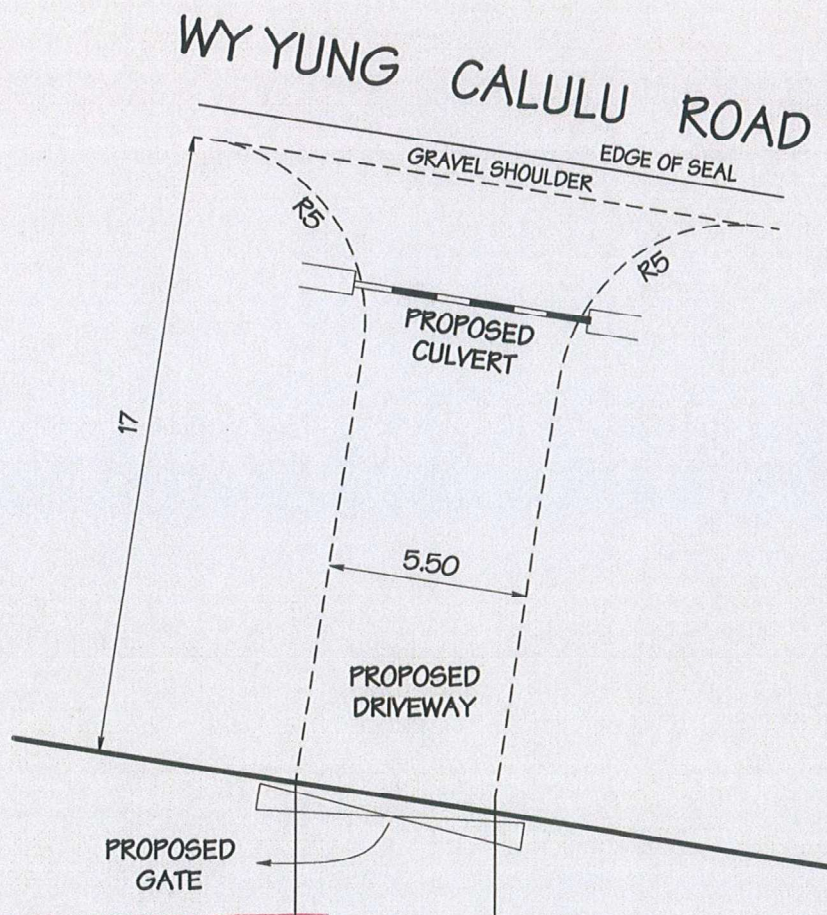 WY YUNG CALULU ROAD
EDGE OF SEAL
GRAVEL SHOULDER
R5
R5
PROPOSED
CULVERT
17
5.50
PROPOSED
DRIVEWAY
PROPOSED
GATE